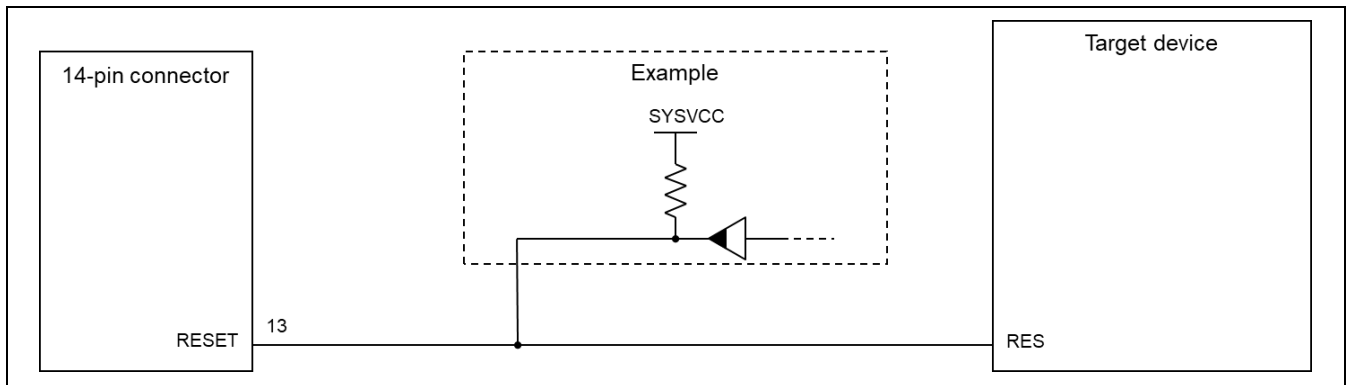 Target device
14-pin connector
Example
SYSVCC
13
RESET
RES